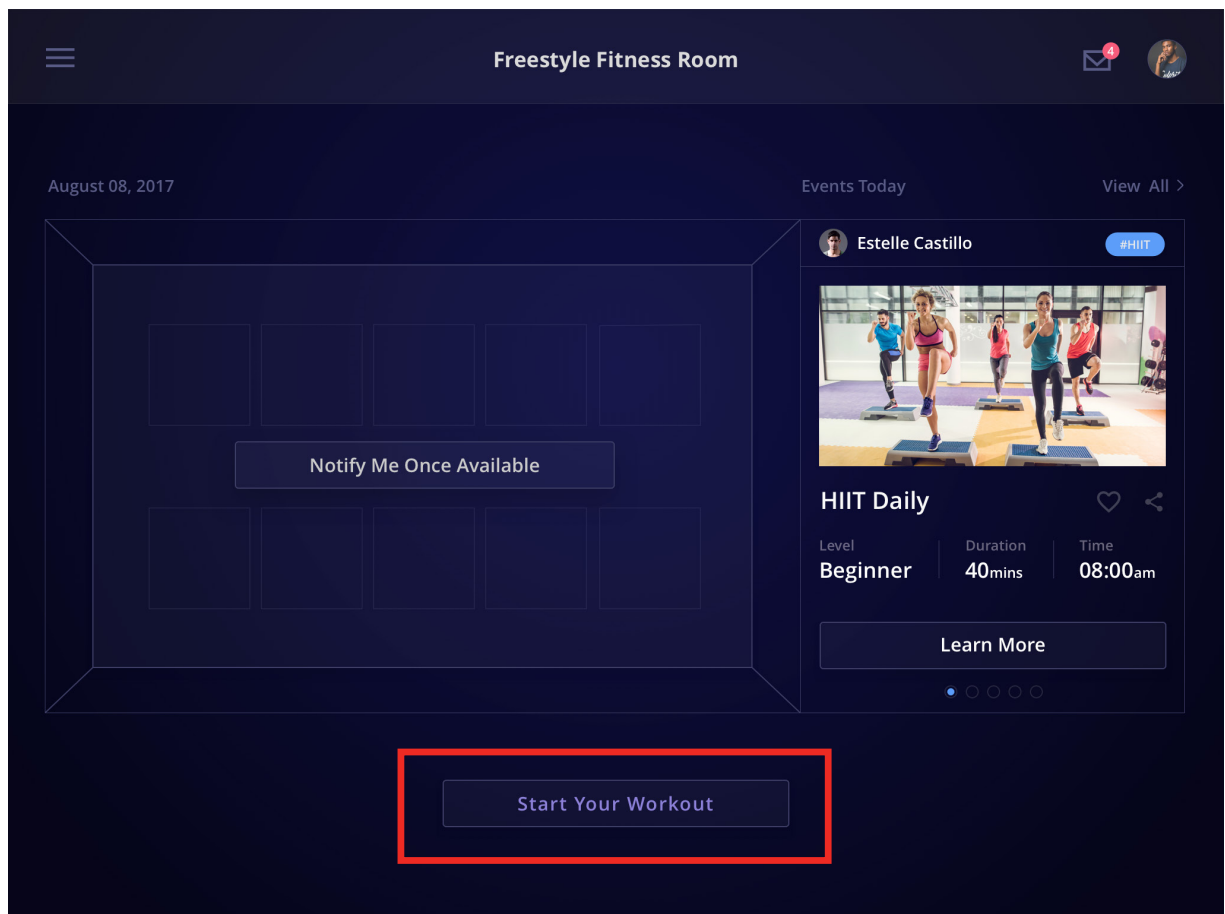 Freestyle Fitness Room
4
August 08, 2017
Events Today
View All >
Estelle Castillo
#HIIT
Notify Me Once Available
HIIT Daily
Level
Duration
Time
Beginner
40mins
08:00am
Learn More
Start Your Workout